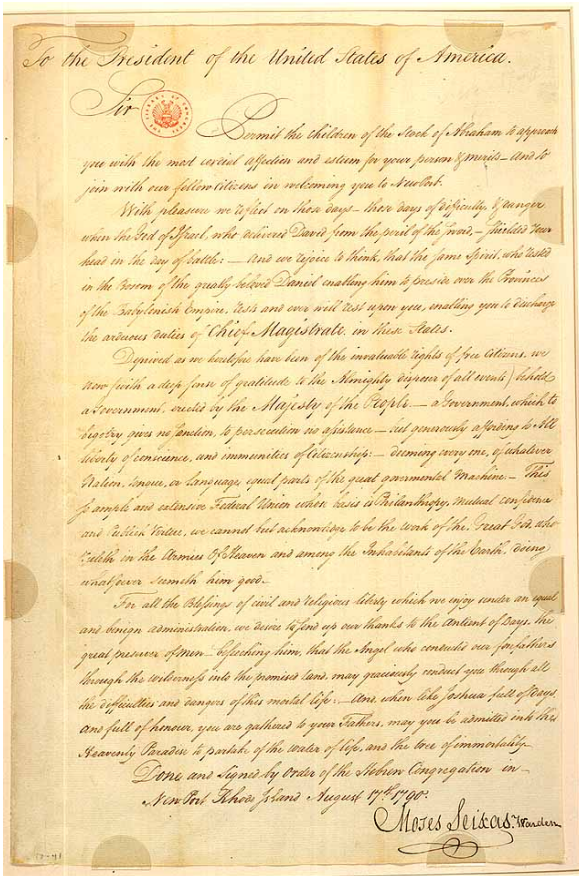 To the President of the United States of America.
Sir
Permit the children of the Stock of Abraham to approach
you with the most cordial affection and esteem for your person & merits – and to
join with our fellow Citizens in welcoming you to NewPort.
With pleasure we reflect on those days – those days of difficulty, & danger
when the God of Israel, who delivered David from the peril of the sword, – shielded Your
head in the day of battle: – And we rejoice to think, that the same Spirit, who rested
in the Bosom of the greatly beloved Daniel enabling him to preside over the Provinces
of the Babylonish Empire, rests and ever will rest upon you, enabling you to discharge
the arduous duties of Chief Magistrate in these States.
Deprived as we heretofore have been of the invaluable rights of free Citizens, we
now (with a deep sense of gratitude to the Almighty disposer of all events) behold
a Government, erected by the Majesty of the People. – a Government, which to
bigotry gives no sanction, to persecution no assistance – but generously affording to All
liberty of conscience, and immunities of Citizenship: – deeming every one, of whatever
Nation, tongue, or language equal parts of the great governmental Machine: – This
so ample and extensive Federal Union whose basis is Philanthropy, mutual confidence
and Publick Virtue, we cannot but acknowledge to be the work of the Great God, who
ruleth in the Armies Of Heaven and among the Inhabitants of the Earth, doing
whatsoever seemeth him good.
For all the Blessings of civil and religious liberty which we enjoy under an equal
and benign administration, we desire to send up our thanks to the Antient of Days, the
great preserver of Men – beseeching him, that the Angel who conducted our forefathers
through the wilderness into the promised land, may graciously conduct you through all
the difficulties and dangers of this mortal life: – And, when like Joshua full of days,
and full of honour, you are gathered to your Fathers, may you be admitted into the
Heavenly Paradise to partake of the water of life, and the tree of immortality.
Done and Signed by Order of the Hebrew Congregation in
NewPort Rhode Island August 17th 1790.
Moses Seixas, Warden